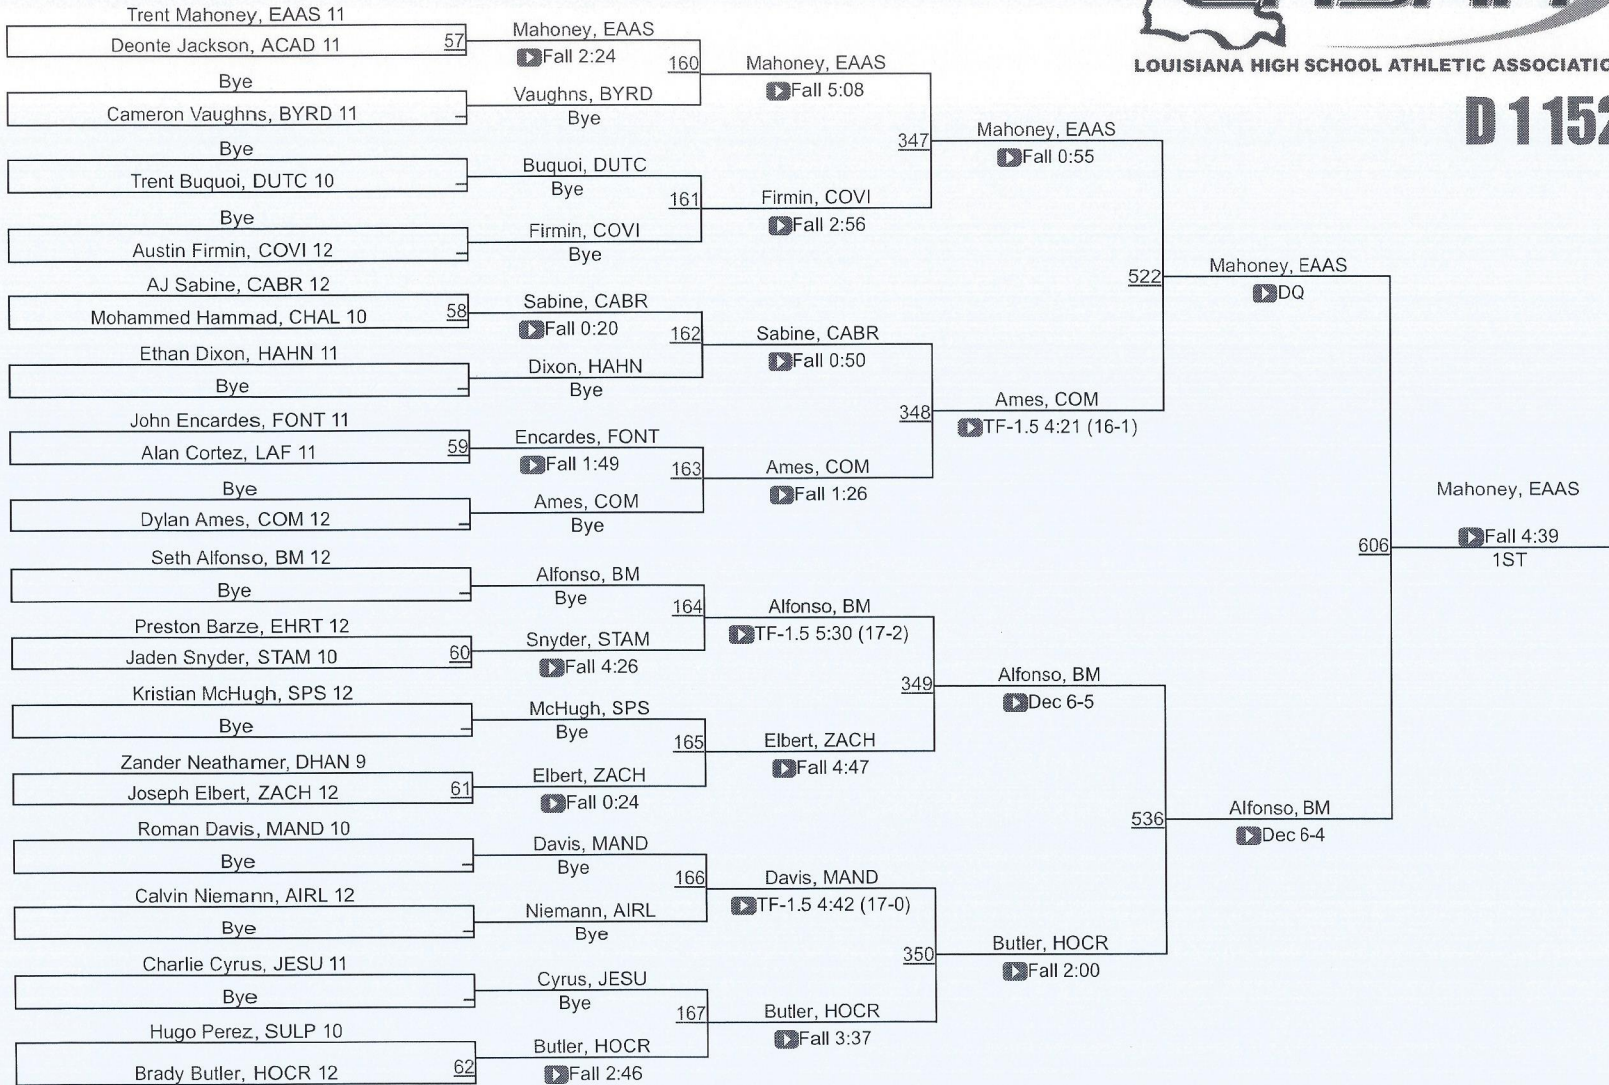 LOUISIANA HIGH SCHOOL ATHLETIC ASSOCIATIO
D 1 152
Trent Mahoney, EAAS 11
Deonte Jackson, ACAD 11
57
Bye
Cameron Vaughns, BYRD 11
Bye
Trent Buquoi, DUTC 10
Bye
Austin Firmin, COVI 12
AJ Sabine, CABR 12
Mohammed Hammad, CHAL 10
58
Ethan Dixon, HAHN 11
Bye
John Encardes, FONT 11
Alan Cortez, LAF 11
59
Bye
Dylan Ames, COM 12
Seth Alfonso, BM 12
Bye
Preston Barze, EHRT 12
Jaden Snyder, STAM 10
60
Kristian McHugh, SPS 12
Bye
Zander Neathamer, DHAN 9
Joseph Elbert, ZACH 12
61
Roman Davis, MAND 10
Bye
Calvin Niemann, AIRL 12
Bye
Charlie Cyrus, JESU 11
Bye
Hugo Perez, SULP 10
Brady Butler, HOCR 12
62
Mahoney, EAAS
Fall 2:24
160
Vaughns, BYRD
Bye
Buquoi, DUTC
Bye
161
Firmin, COVI
Bye
Sabine, CABR
Fall 0:20
162
Dixon, HAHN
Bye
Encardes, FONT
Fall 1:49
163
Ames, COM
Bye
Alfonso, BM
Bye
164
Snyder, STAM
Fall 4:26
McHugh, SPS
Bye
165
Elbert, ZACH
Fall 0:24
Davis, MAND
Bye
166
Niemann, AIRL
Bye
Cyrus, JESU
Bye
167
Butler, HOCR
Fall 2:46
Mahoney, EAAS
Fall 5:08
347
Firmin, COVI
Fall 2:56
Sabine, CABR
Fall 0:50
348
Ames, COM
Fall 1:26
Alfonso, BM
TF-1.5 5:30 (17-2)
349
Elbert, ZACH
Fall 4:47
Davis, MAND
TF-1.5 4:42 (17-0)
350
Butler, HOCR
Fall 3:37
Mahoney, EAAS
Fall 0:55
522
Ames, COM
TF-1.5 4:21 (16-1)
Alfonso, BM
Dec 6-5
536
Butler, HOCR
Fall 2:00
Mahoney, EAAS
DQ
606
Alfonso, BM
Dec 6-4
Mahoney, EAAS
Fall 4:39
1ST